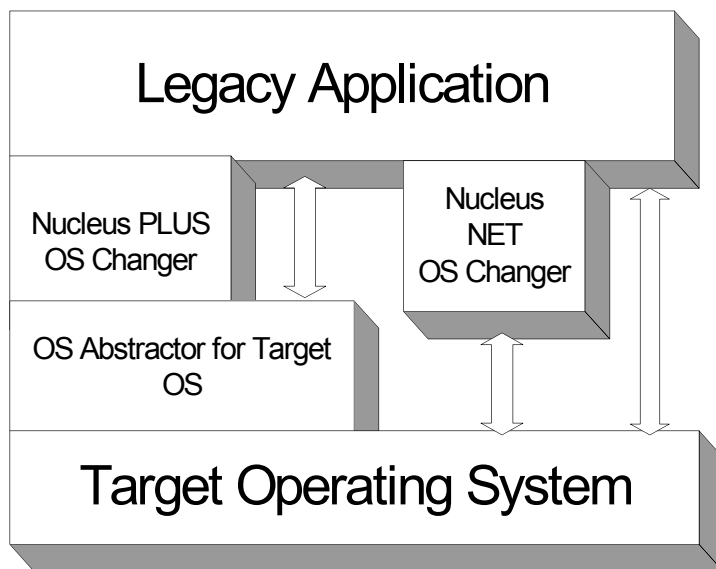 Legacy Application
Nucleus PLUS
OS Changer
Nucleus
NET
OS Changer
OS Abstractor for Target
OS
Target Operating System